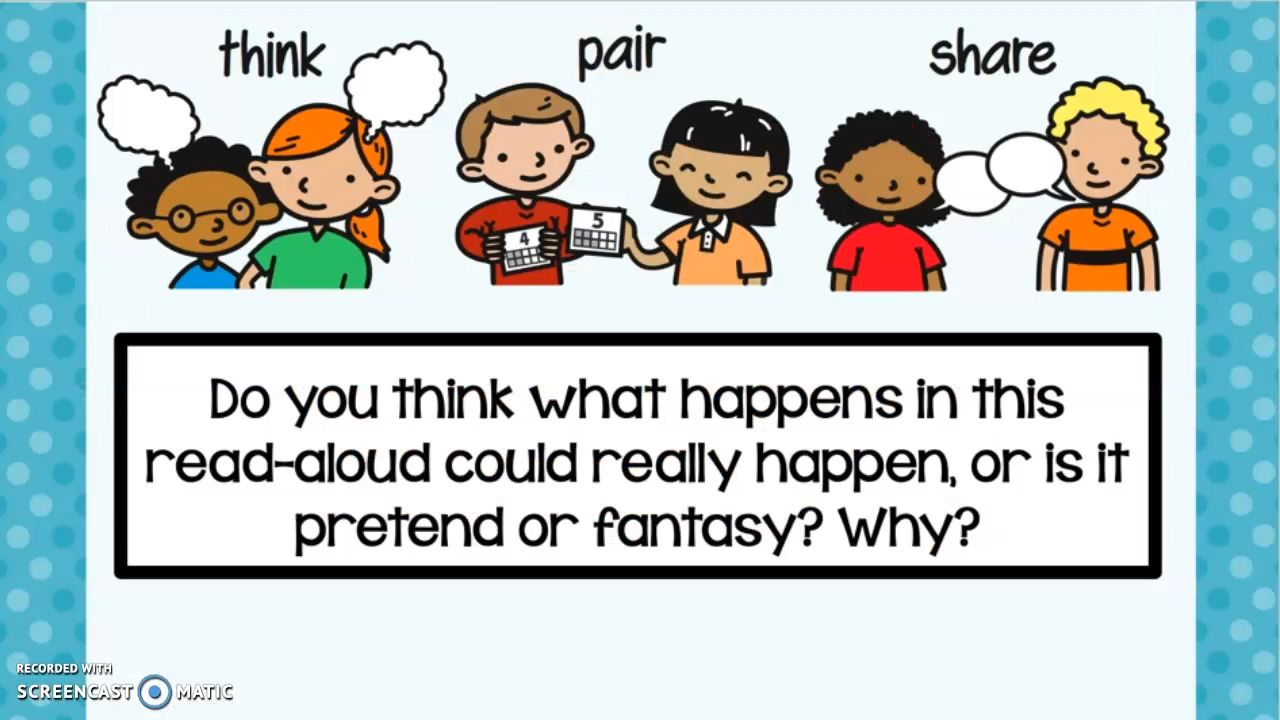 think pair share
4 5
Do you think what happens in this
read-aloud could really happen, or is it
pretend or fantasy? Why?
RECORDED WITH
SCREENCAST MATIC